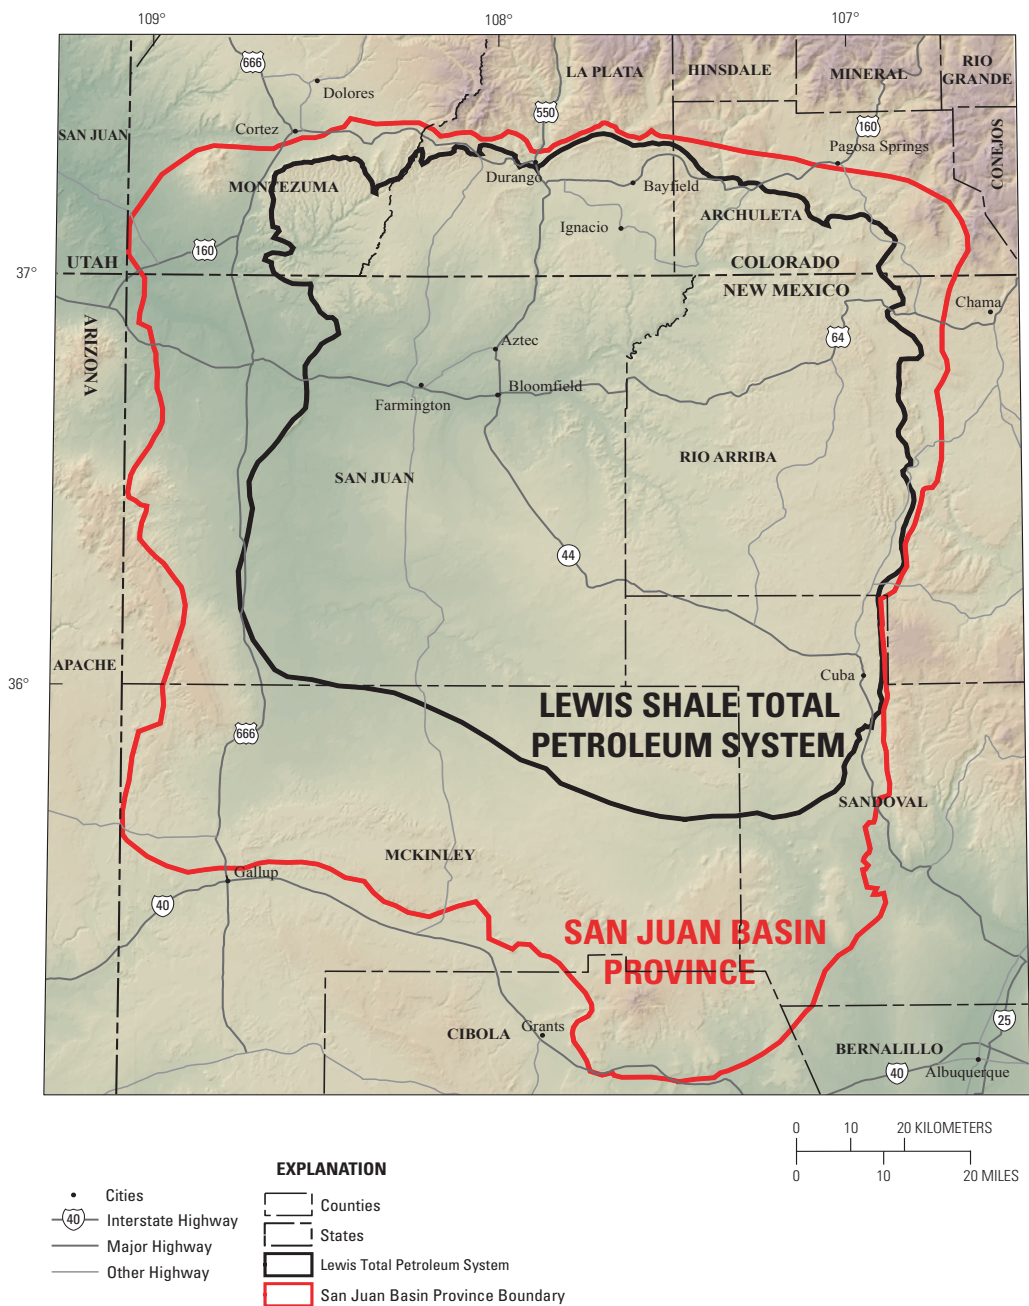 109°
108°
107°
666
LA PLATA
HINSDALE
MINERAL
RIO
GRANDE
Dolores
550
160
SAN JUAN
Cortez
Pagosa Springs
CONEJOS
Durango
MONTEZUMA
Bayfield
ARCHULETA
Ignacio
160
37°
UTAH
COLORADO
NEW MEXICO
Chama
ARIZONA
64
Aztec
Bloomfield
Farmington
SAN JUAN
RIO ARRIBA
44
APACHE
36°
Cuba
LEWIS SHALE TOTAL
PETROLEUM SYSTEM
666
SANDOVAL
MCKINLEY
Gallup
40
SAN JUAN BASIN
PROVINCE
CIBOLA
Grants
25
BERNALILLO
40
Albuquerque
0 10 20 KILOMETERS
0 10 20 MILES
EXPLANATION
Cities
40 Interstate Highway
Major Highway
Other Highway
Counties
States
Lewis Total Petroleum System
San Juan Basin Province Boundary